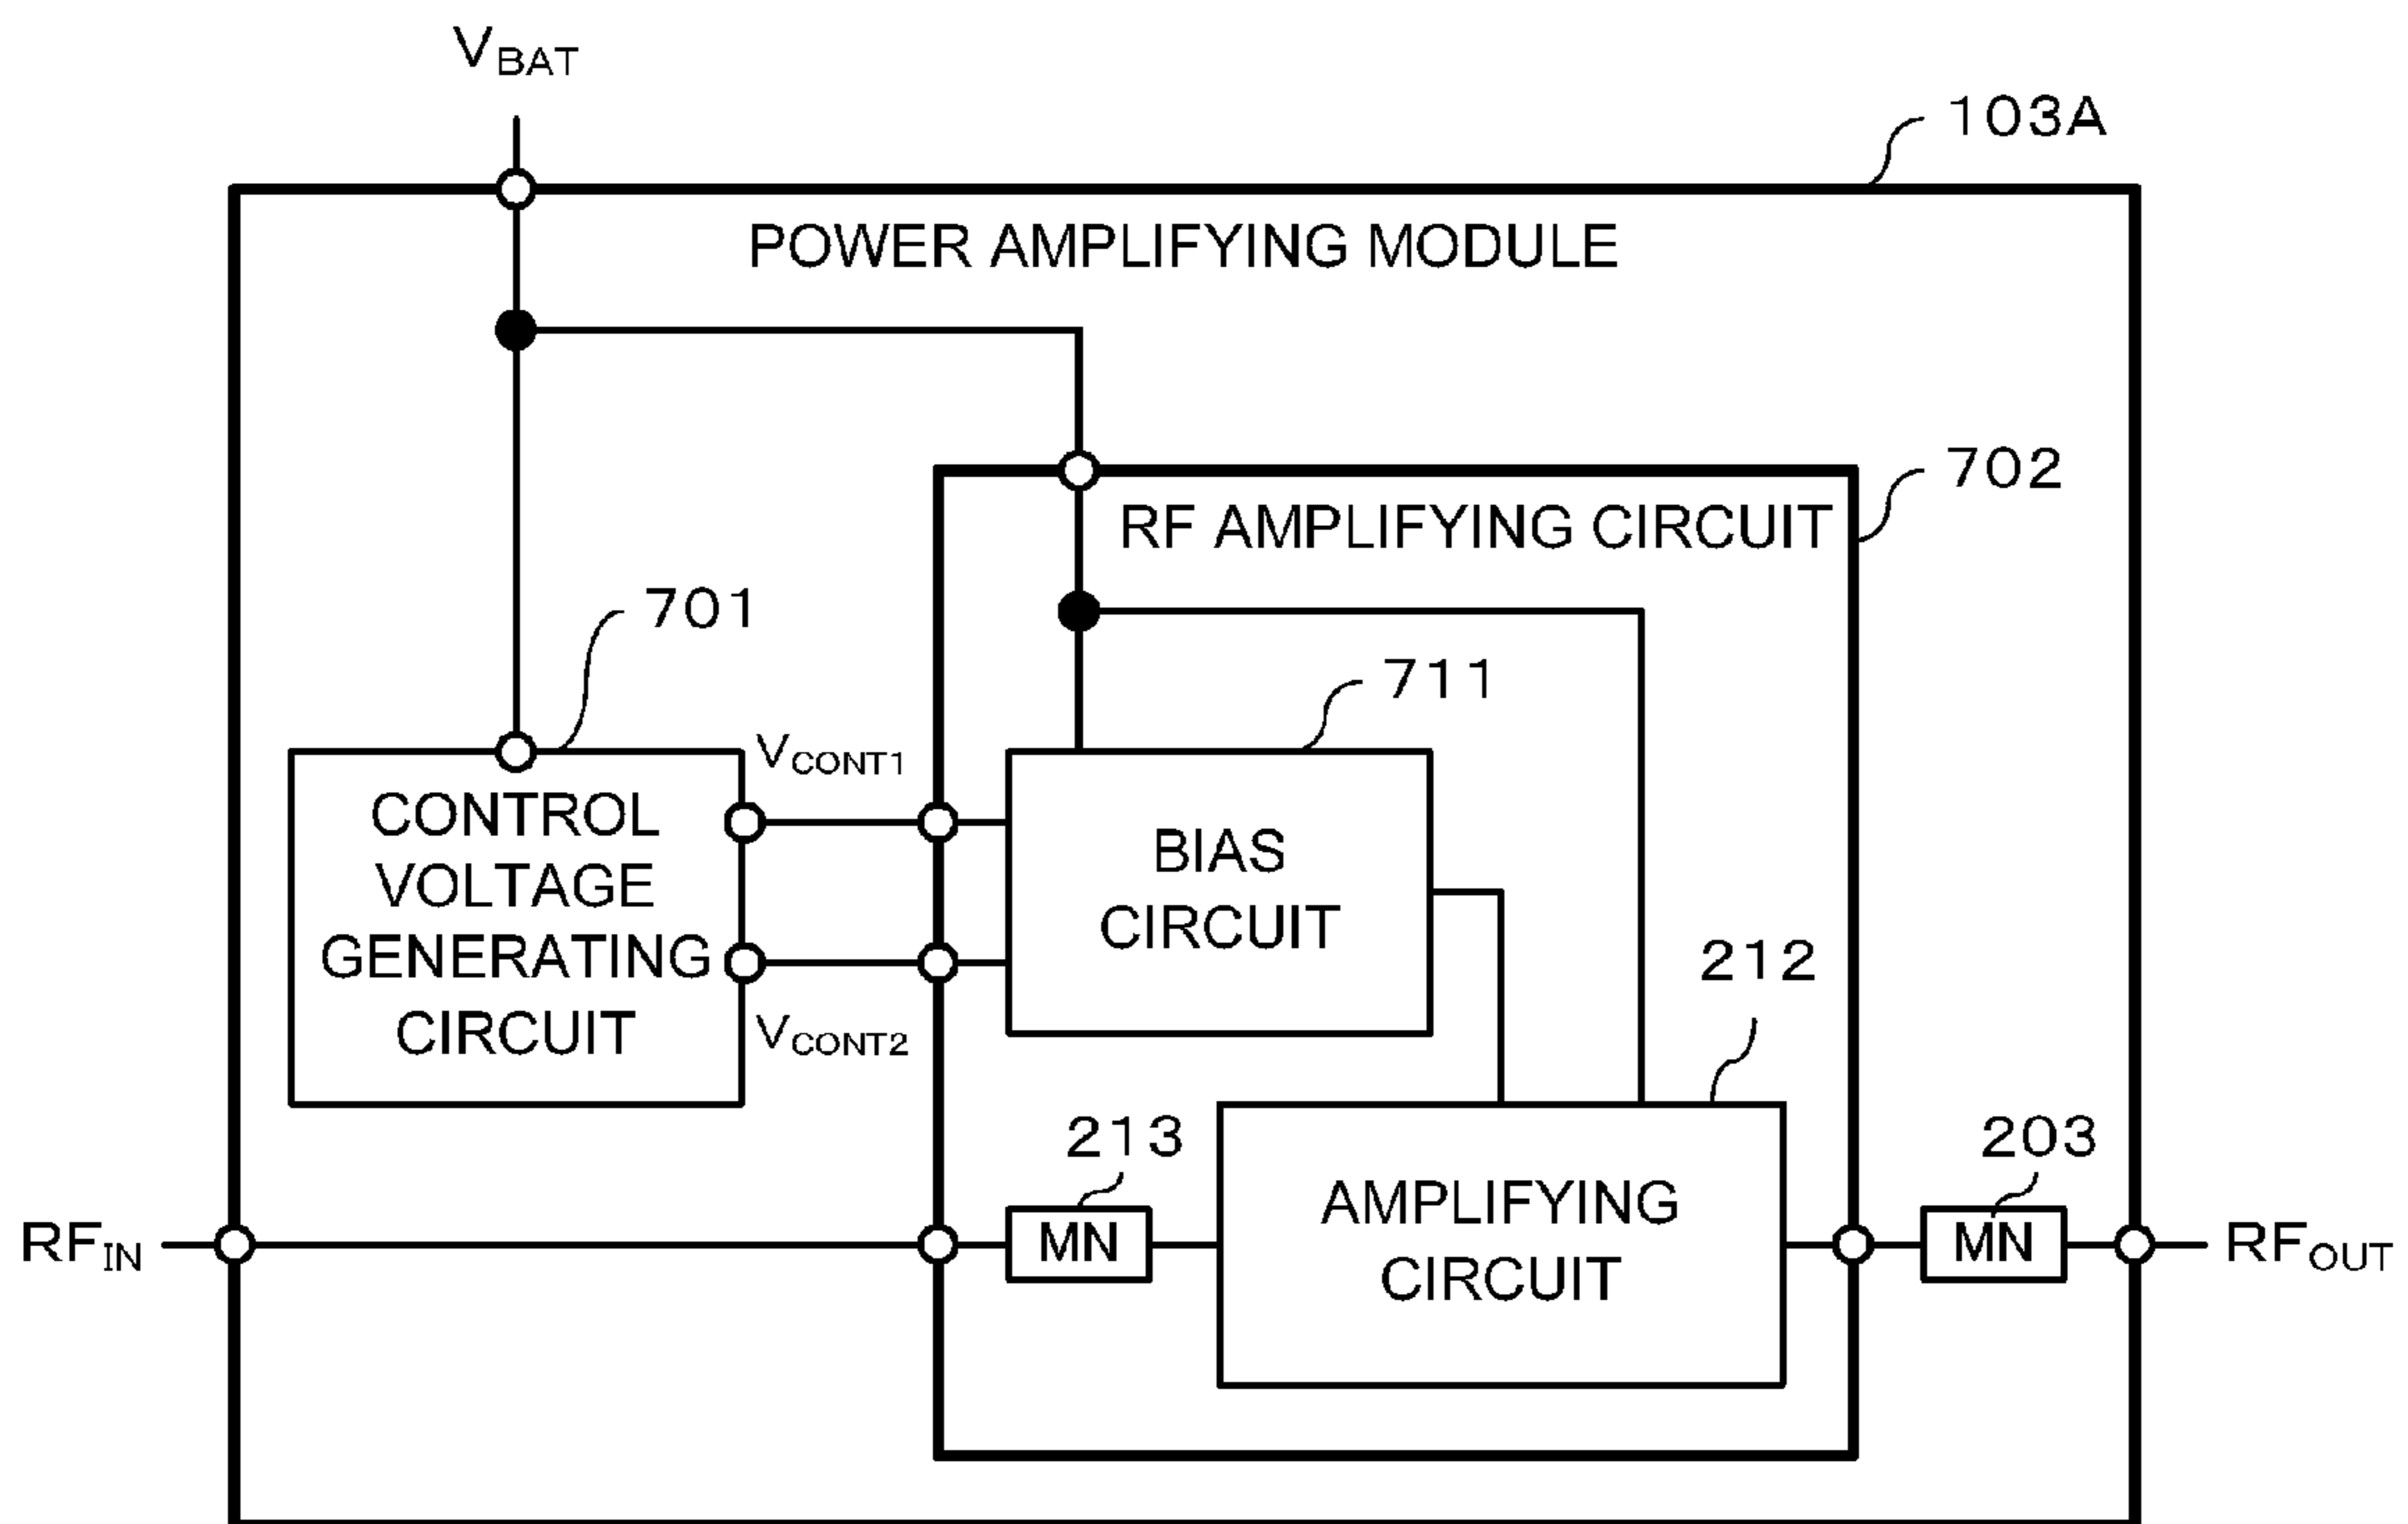 VBAT
103A
POWER AMPLIFYING MODULE
702
RF AMPLIFYING CIRCUIT
701
711
VCONT1
CONTROL
VOLTAGE
GENERATING
CIRCUIT
BIAS
CIRCUIT
212
VCONT2
213
203
RFIN
MN
AMPLIFYING
CIRCUIT
MN
RFOUT